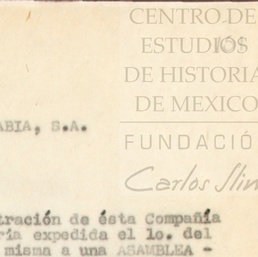 CENTRO DE
ESTUDIOS
DE HISTORIA
DE MEXICO
ABIA, S.A.
FUNDACIÓ
Carlos Slim
tración de ésta Compañía
ría expedida el 1o. del
misma a una ASAMBLEA -